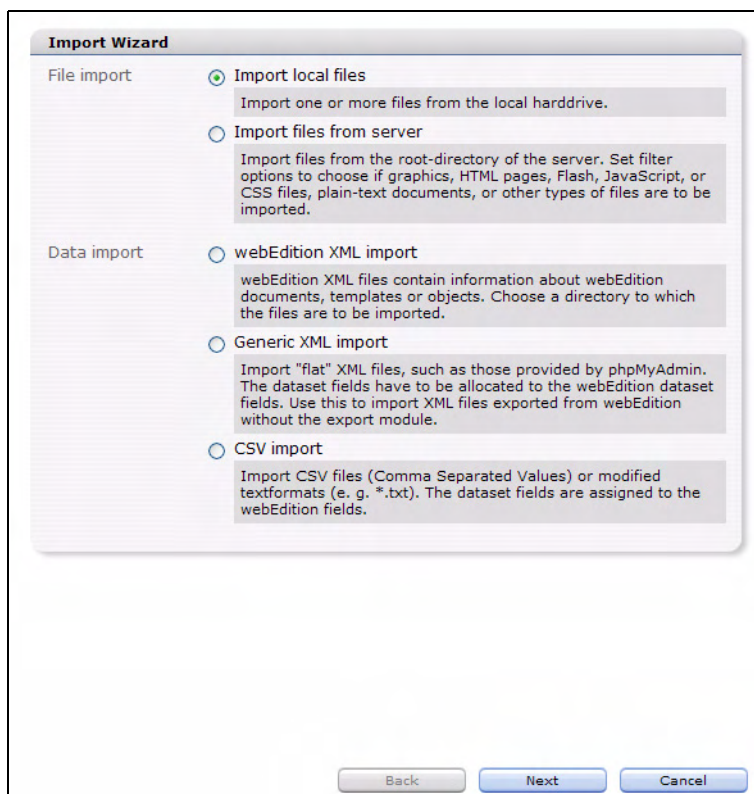 Import Wizard
File import
Import local files
Import one or more files from the local harddrive.
Import files from server
Import files from the root-directory of the server. Set filter
options to choose if graphics, HTML pages, Flash, JavaScript, or
CSS files, plain-text documents, or other types of files are to be
imported.
Data import
webEdition XML import
webEdition XML files contain information about webEdition
documents, templates or objects. Choose a directory to which
the files are to be imported.
Generic XML import
Import "flat" XML files, such as those provided by phpMyAdmin.
The dataset fields have to be allocated to the webEdition dataset
fields. Use this to import XML files exported from webEdition
without the export module.
CSV import
Import CSV files (Comma Separated Values) or modified
textformats (e. g. *.txt). The dataset fields are assigned to the
webEdition fields.
Back Next Cancel